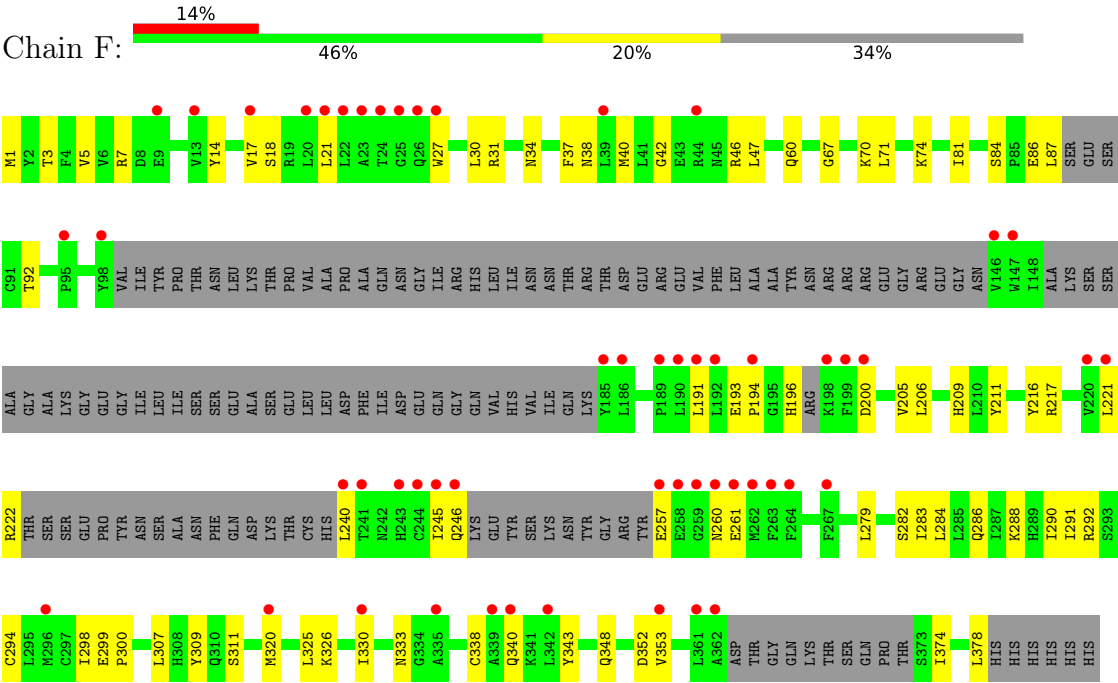 14%
Chain F:
46% 20% 34%
M1 Y2 T3 F4 V5 V6 R7 D8 E9 V13 Y14 V17 S18 R19 L20 L21 L22 A23 T24 G25 Q26 W27 L30 R31 N34 F37 N38 L39 M40 L41 G42 E43 R44 N45 R46 L47 Q60 G67 K70 L71 K74 I81 S84 P85 E86 L87 SER GLU SER
C91 T92 P95 Y98 VAL ILE TYR PRO THR ASN LEU LYS THR PRO VAL ALA PRO ALA GLN ASN GLY ILE ARG HIS LEU ILE ASN ASN THR ARG THR ASP GLU ARG GLU VAL PHE LEU ALA ALA TYR ASN ARG ARG ARG GLU GLY ARG GLU GLY ASN V146 W147 I148 ALA LYS SER SER
ALA GLY ALA LYS GLY GLU GLY ILE LEU ILE SER SER GLU ALA SER GLU LEU LEU ASP PHE ILE ASP GLU GLN GLY GLN VAL HIS VAL ILE GLN LYS Y185 L186 P189 L190 L191 L192 E193 P194 G195 H196 ARG K198 F199 D200 V205 L206 H209 L210 Y211 Y216 R217 V220 L221
R222 THR SER SER GLU PRO TYR ASN SER ALA ASN PHE GLN ASP LYS THR CYS HIS L240 T241 N242 H243 C244 I245 Q246 LYS GLU TYR SER LYS ASN TYR GLY ARG TYR E257 E258 G259 N260 E261 M262 F263 F264 F267 L279 S282 I283 L284 L285 Q286 I287 K288 H289 I290 I291 R292 S293
C294 L295 M296 C297 I298 E299 P300 L307 H308 Y309 Q310 S311 M320 L325 K326 I330 N333 G334 A335 C338 A339 Q340 K341 L342 Y343 Q348 D352 V353 L361 A362 ASP THR GLY GLN LYS THR SER GLN PRO THR S373 I374 L378 HIS HIS HIS HIS HIS HIS